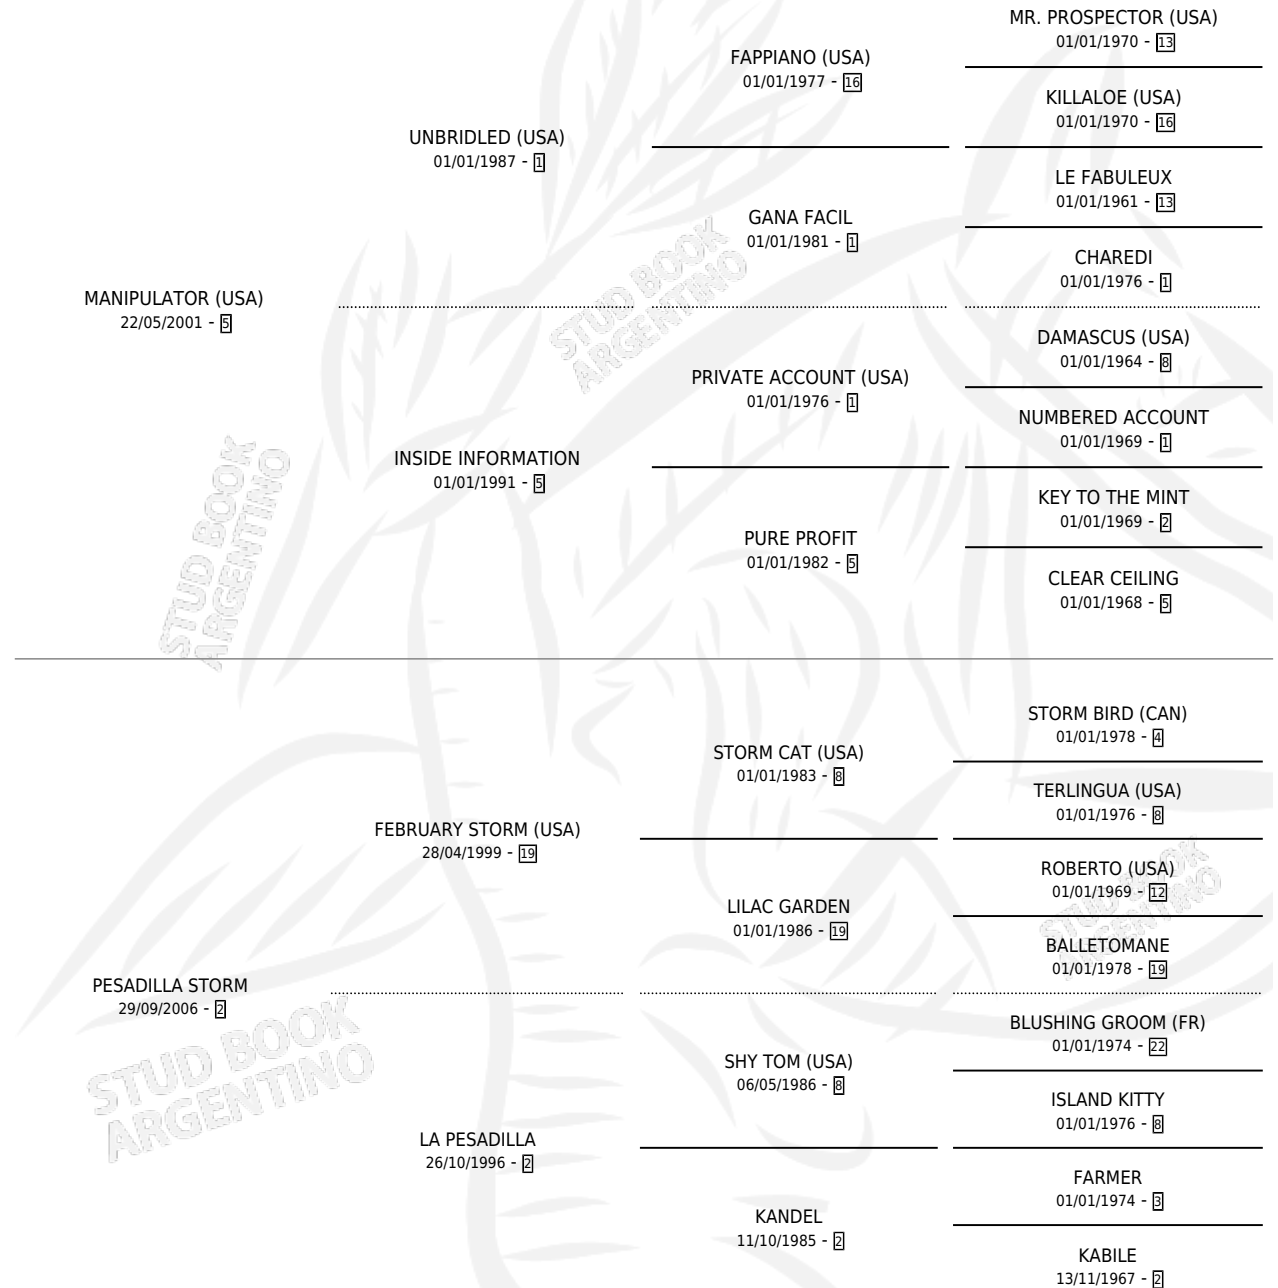 MR. PROSPECTOR (USA)
01/01/1970 - 13
FAPPIANO (USA)
01/01/1977 - 16
KILLALOE (USA)
01/01/1970 - 16
UNBRIDLED (USA)
01/01/1987 - 1
LE FABULEUX
01/01/1961 - 13
GANA FACIL
01/01/1981 - 1
CHAREDI
01/01/1976 - 1
MANIPULATOR (USA)
22/05/2001 - 5
DAMASCUS (USA)
01/01/1964 - 8
PRIVATE ACCOUNT (USA)
01/01/1976 - 1
NUMBERED ACCOUNT
01/01/1969 - 1
INSIDE INFORMATION
01/01/1991 - 5
KEY TO THE MINT
01/01/1969 - 2
PURE PROFIT
01/01/1982 - 5
CLEAR CEILING
01/01/1968 - 5
STORM BIRD (CAN)
01/01/1978 - 4
STORM CAT (USA)
01/01/1983 - 8
TERLINGUA (USA)
01/01/1976 - 8
FEBRUARY STORM (USA)
28/04/1999 - 19
ROBERTO (USA)
01/01/1969 - 12
LILAC GARDEN
01/01/1986 - 19
BALLETOMANE
01/01/1978 - 19
PESADILLA STORM
29/09/2006 - 2
BLUSHING GROOM (FR)
01/01/1974 - 22
SHY TOM (USA)
06/05/1986 - 8
ISLAND KITTY
01/01/1976 - 8
LA PESADILLA
26/10/1996 - 2
FARMER
01/01/1974 - 3
KANDEL
11/10/1985 - 2
KABILE
13/11/1967 - 2
STUD BOOK
ARGENTINO
STUD BOOK
ARGENTINO
STUD BOOK
ARGENTINO
STUD BOOK
ARGENTINO